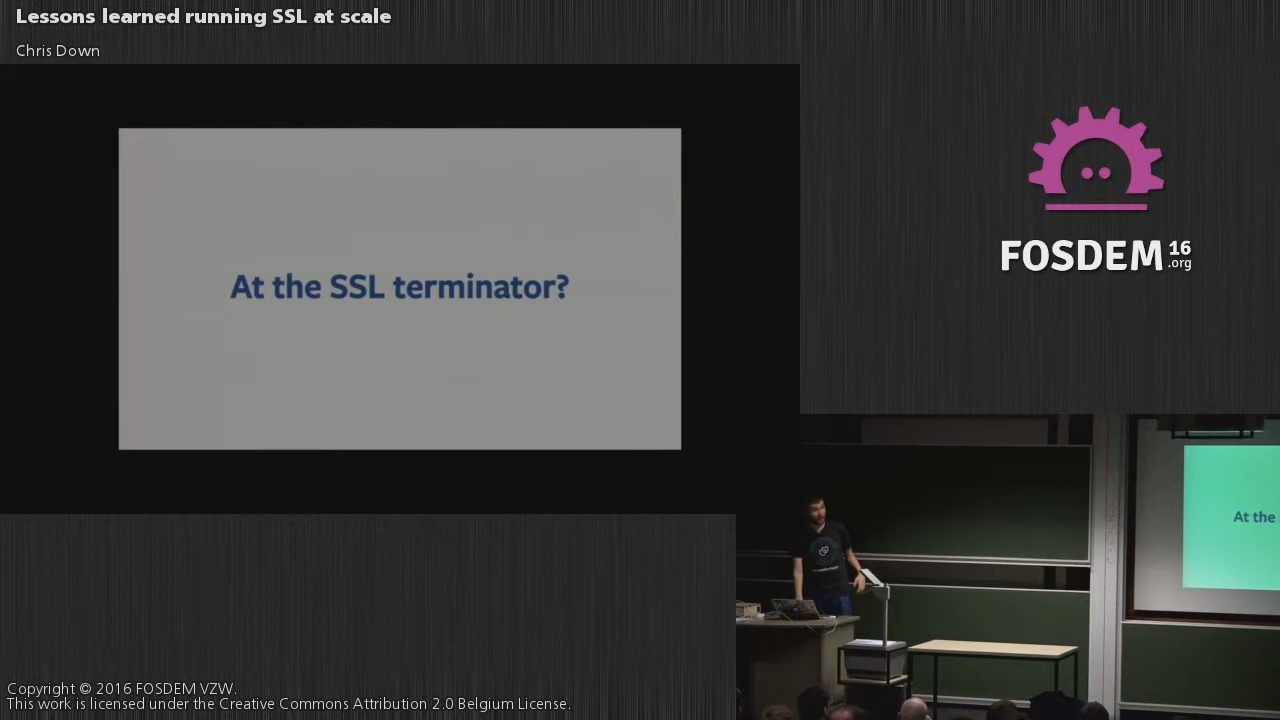 Lessons learned running SSL at scale
Chris Down
At the SSL terminator?
FOSDEM 16
.org
At the
Copyright © 2016 FOSDEM VZW.
This work is licensed under the Creative Commons Attribution 2.0 Belgium License.